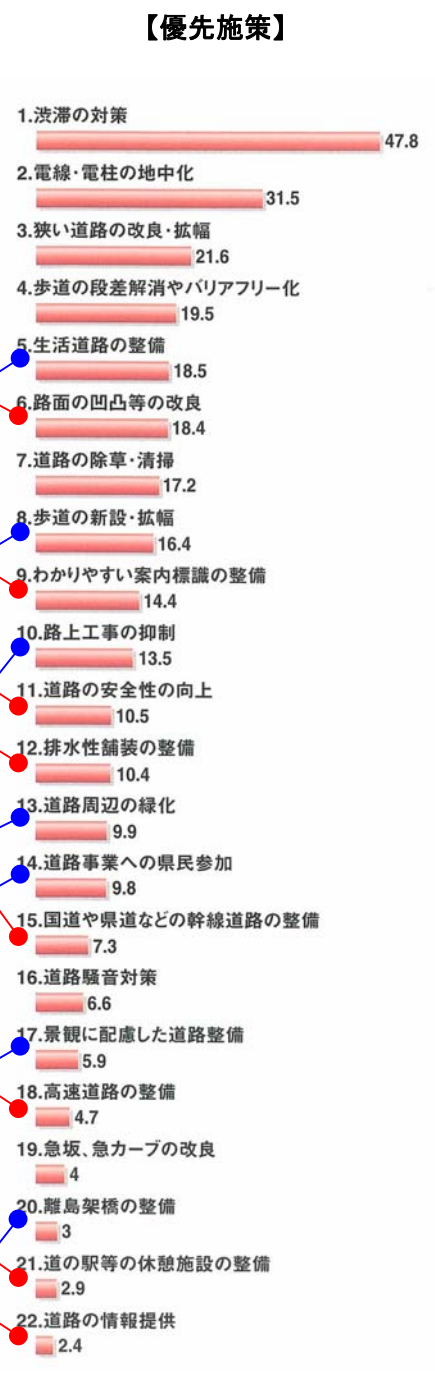 【優先施策】
1.渋滞の対策
47.8
2.電線・電柱の地中化
31.5
3.狭い道路の改良・拡幅
21.6
4.歩道の段差解消やバリアフリー化
19.5
5.生活道路の整備
18.5
6.路面の凹凸等の改良
18.4
7.道路の除草・清掃
17.2
8.歩道の新設・拡幅
16.4
9.わかりやすい案内標識の整備
14.4
10.路上工事の抑制
13.5
11.道路の安全性の向上
10.5
12.排水性舗装の整備
10.4
13.道路周辺の緑化
9.9
14.道路事業への県民参加
9.8
15.国道や県道などの幹線道路の整備
7.3
16.道路騒音対策
6.6
17.景観に配慮した道路整備
5.9
18.高速道路の整備
4.7
19.急坂、急カーブの改良
4
20.離島架橋の整備
3
21.道の駅等の休憩施設の整備
2.9
22.道路の情報提供
2.4